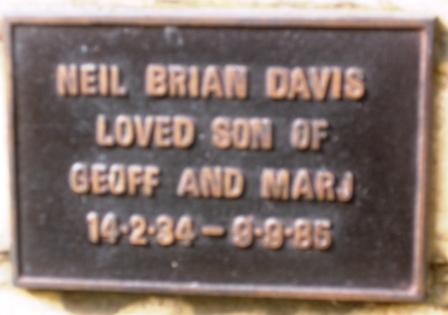 NEIL BRIAN DAVIS
LOVED SON OF
GEOFF AND MARJ
14·2·34 – 9·9·85